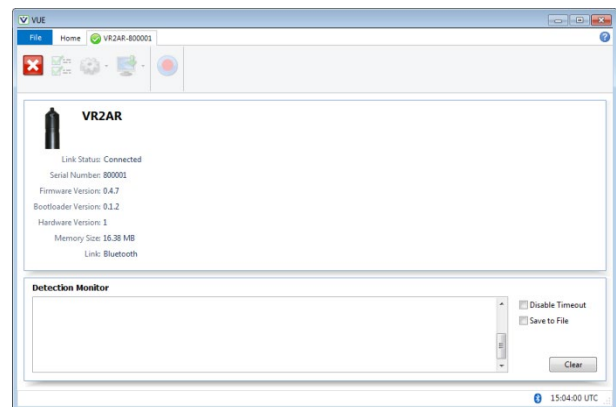 VUE
File Home VR2AR-800001
VR2AR
Link Status: Connected
Serial Number: 800001
Firmware Version: 0.4.7
Bootloader Version: 0.1.2
Hardware Version: 1
Memory Size: 16.38 MB
Link: Bluetooth
Detection Monitor
Disable Timeout
Save to File
Clear
15:04:00 UTC